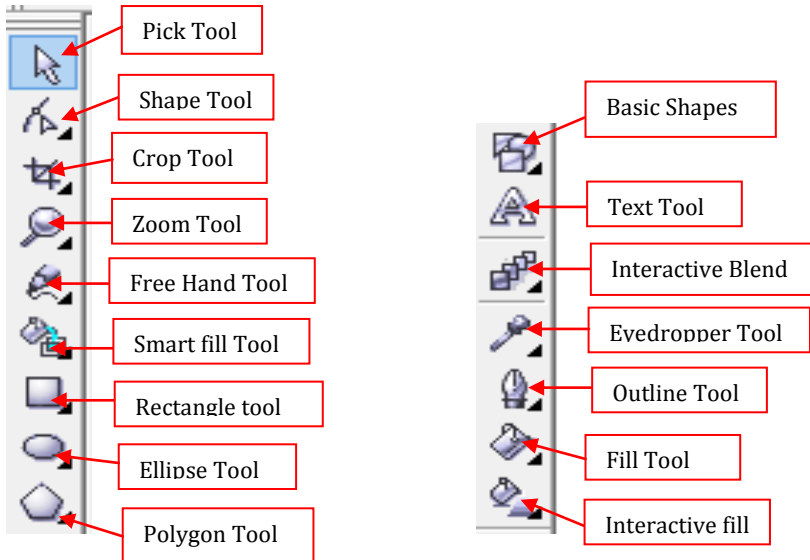 Pick Tool
Shape Tool
Crop Tool
Zoom Tool
Free Hand Tool
Smart fill Tool
Rectangle tool
Ellipse Tool
Polygon Tool
Basic Shapes
Text Tool
Interactive Blend
Eyedropper Tool
Outline Tool
Fill Tool
Interactive fill